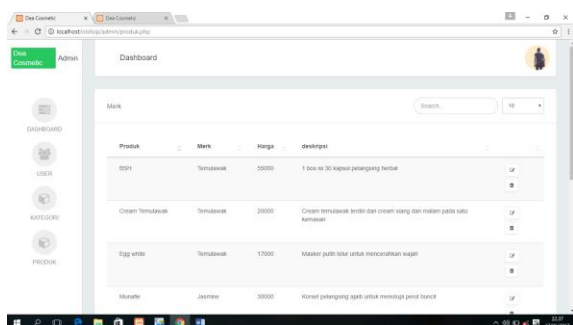 Dea Cosmetic
Dea Cosmetic
localhost/olshop/admin/produk.php
Dea Cosmetic Admin
Dashboard
DASHBOARD
USER
KATEGORI
PRODUK
Merk
Search...
10
Produk Merk Harga deskripsi
BSH Temulawak 55000 1 box isi 30 kapsul pelangsing herbal
Cream Temulawak Temulawak 20000 Cream temulawak terdiri dari cream siang dan malam pada satu
kemasan
Egg white Temulawak 17000 Masker putih telur untuk mencerahkan wajah
Munafie Jasmine 30000 Korset pelangsing ajaib untuk menutupi perut buncit
22.37